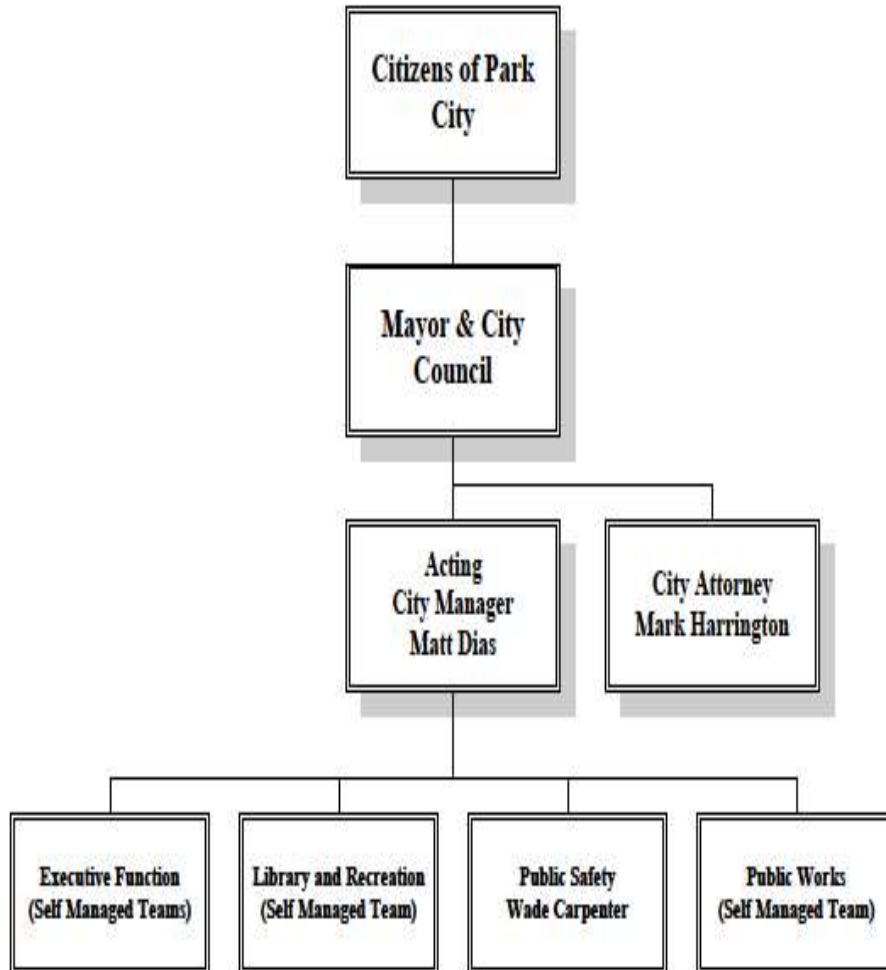 Citizens of Park
City
Mayor & City
Council
Acting
City Manager
Matt Dias
City Attorney
Mark Harrington
Executive Function
(Self Managed Teams)
Library and Recreation
(Self Managed Team)
Public Safety
Wade Carpenter
Public Works
(Self Managed Team)